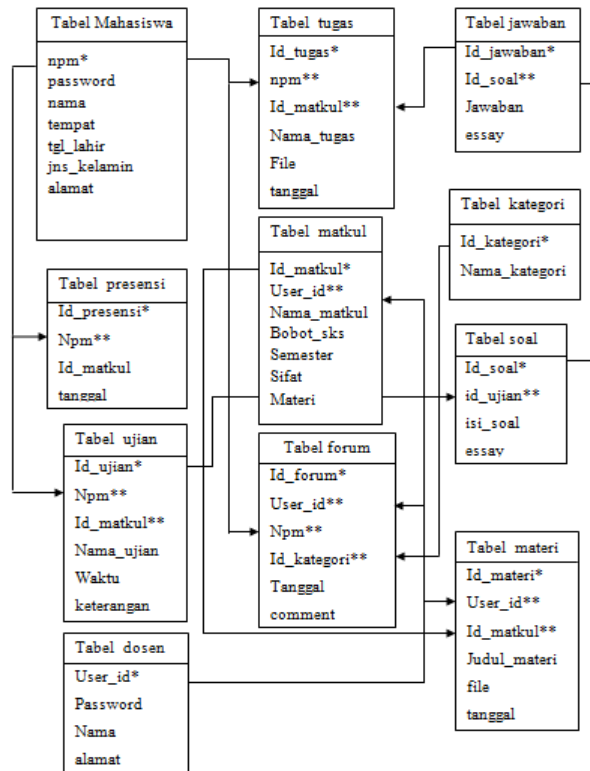 Tabel Mahasiswa
npm*
password
nama
tempat
tgl_lahir
jns_kelamin
alamat
Tabel tugas
Id_tugas*
npm**
Id_matkul**
Nama_tugas
File
tanggal
Tabel jawaban
Id_jawaban*
Id_soal**
Jawaban
essay
Tabel kategori
Id_kategori*
Nama_kategori
Tabel matkul
Id_matkul*
User_id**
Nama_matkul
Bobot_sks
Semester
Sifat
Materi
Tabel presensi
Id_presensi*
Npm**
Id_matkul
tanggal
Tabel soal
Id_soal*
id_ujian**
isi_soal
essay
Tabel ujian
Id_ujian*
Npm**
Id_matkul**
Nama_ujian
Waktu
keterangan
Tabel forum
Id_forum*
User_id**
Npm**
Id_kategori**
Tanggal
comment
Tabel materi
Id_materi*
User_id**
Id_matkul**
Judul_materi
file
tanggal
Tabel dosen
User_id*
Password
Nama
alamat